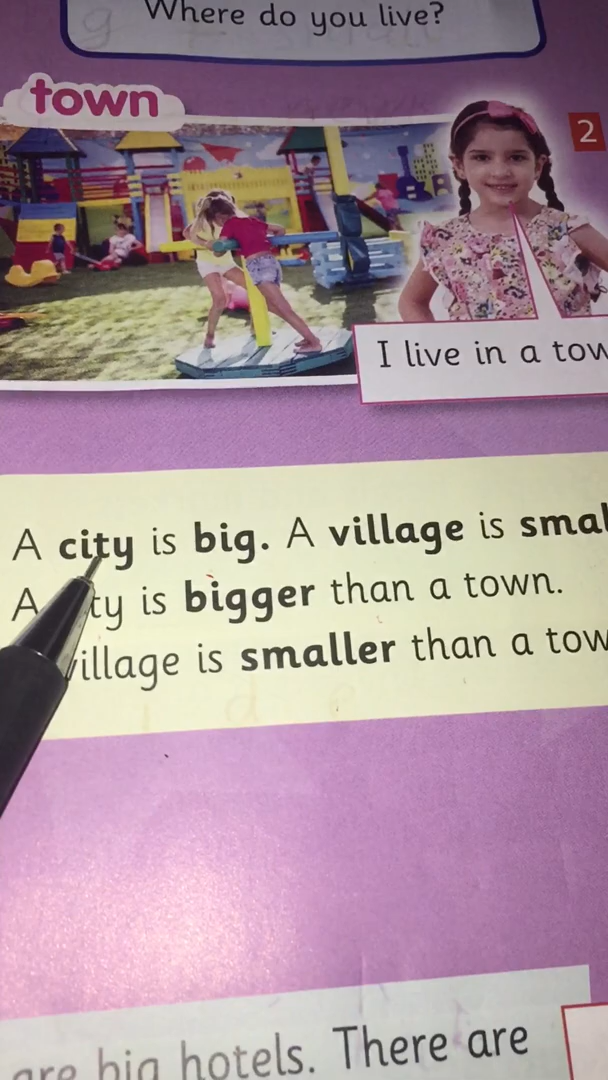 Where do you live?
town
2
I live in a tow
A city is big. A village is smal
A ty is bigger than a town.
village is smaller than a tow
are big hotels. There are